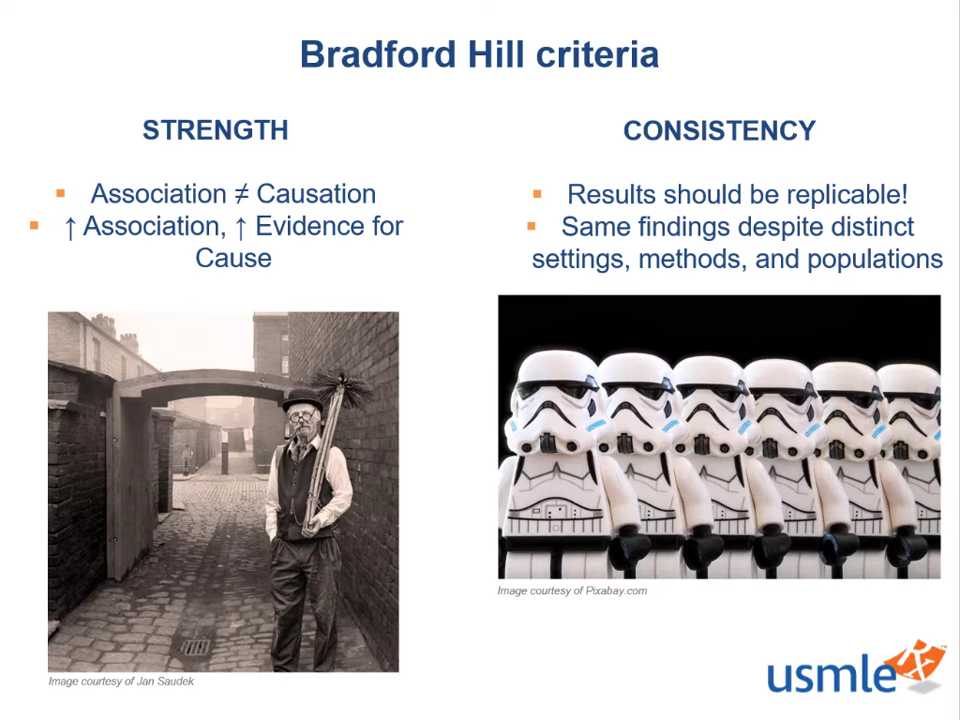 Bradford Hill criteria
STRENGTH
▪ Association ≠ Causation
▪ ↑ Association, ↑ Evidence for
Cause
Image courtesy of Jan Saudek
CONSISTENCY
▪ Results should be replicable!
▪ Same findings despite distinct
settings, methods, and populations
Image courtesy of Pixabay.com
usmle Rx